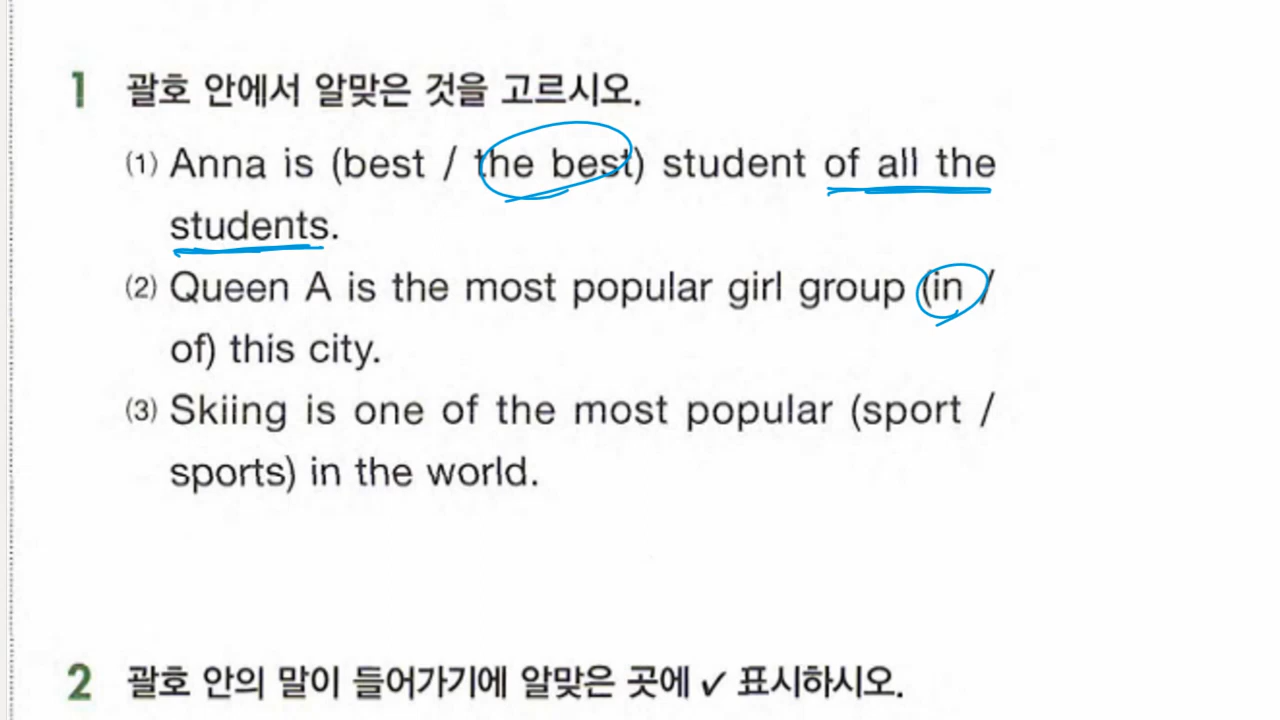 1 괄호 안에서 알맞은 것을 고르시오.
(1) Anna is (best / the best) student of all the
students.
(2) Queen A is the most popular girl group (in /
of) this city.
(3) Skiing is one of the most popular (sport /
sports) in the world.
2 괄호 안의 말이 들어가기에 알맞은 곳에 ✓ 표시하시오.